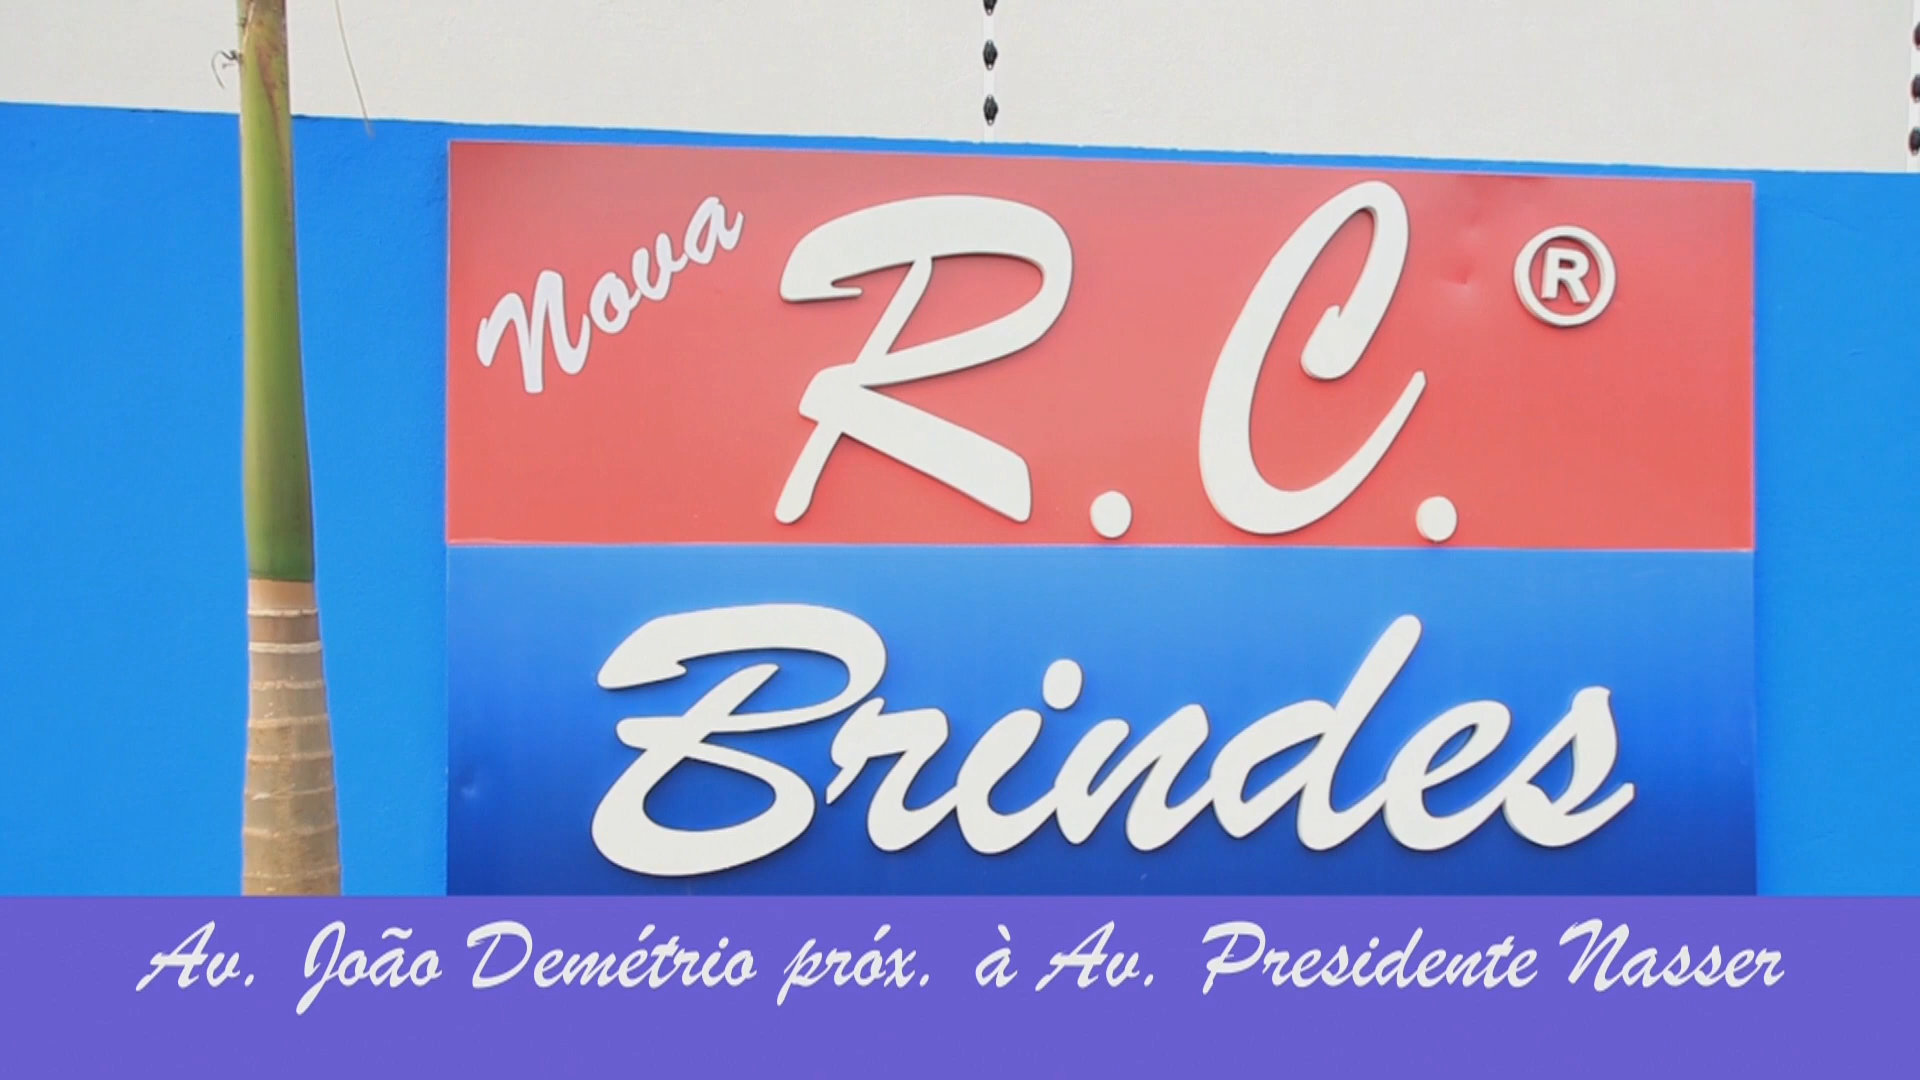 Nova
R.C. ®
Brindes
Av. João Demétrio próx. à Av. Presidente Nasser